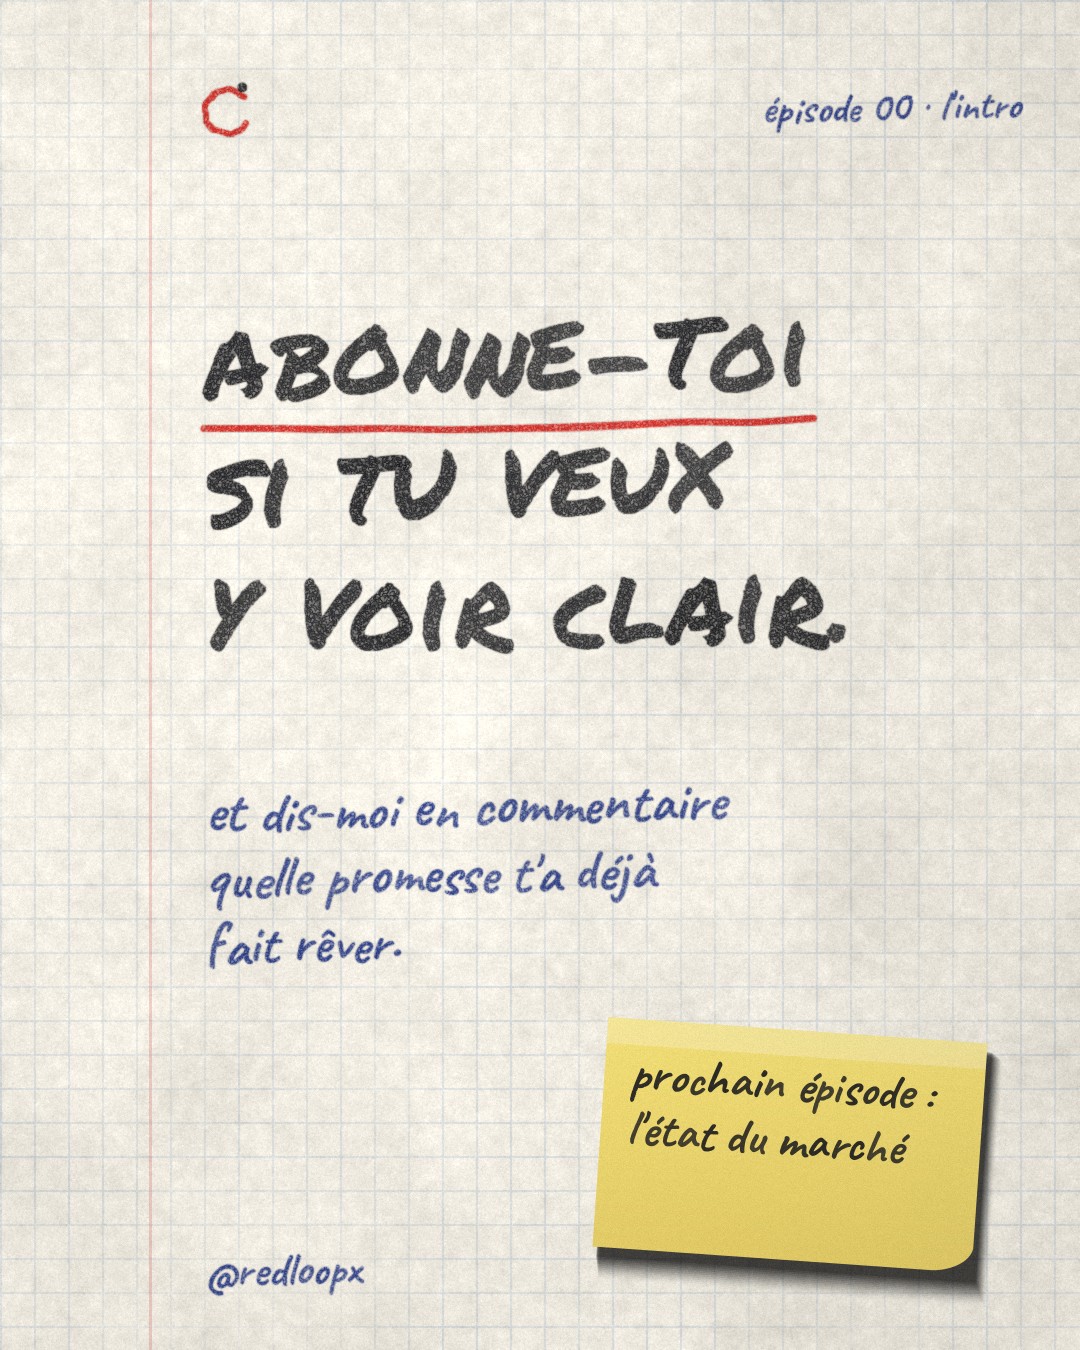 épisode 00 · l'intro
ABONNE-TOI
SI TU VEUX
Y VOIR CLAIR.
et dis-moi en commentaire
quelle promesse t'a déjà
fait rêver.
prochain épisode :
l'état du marché
@redloopx